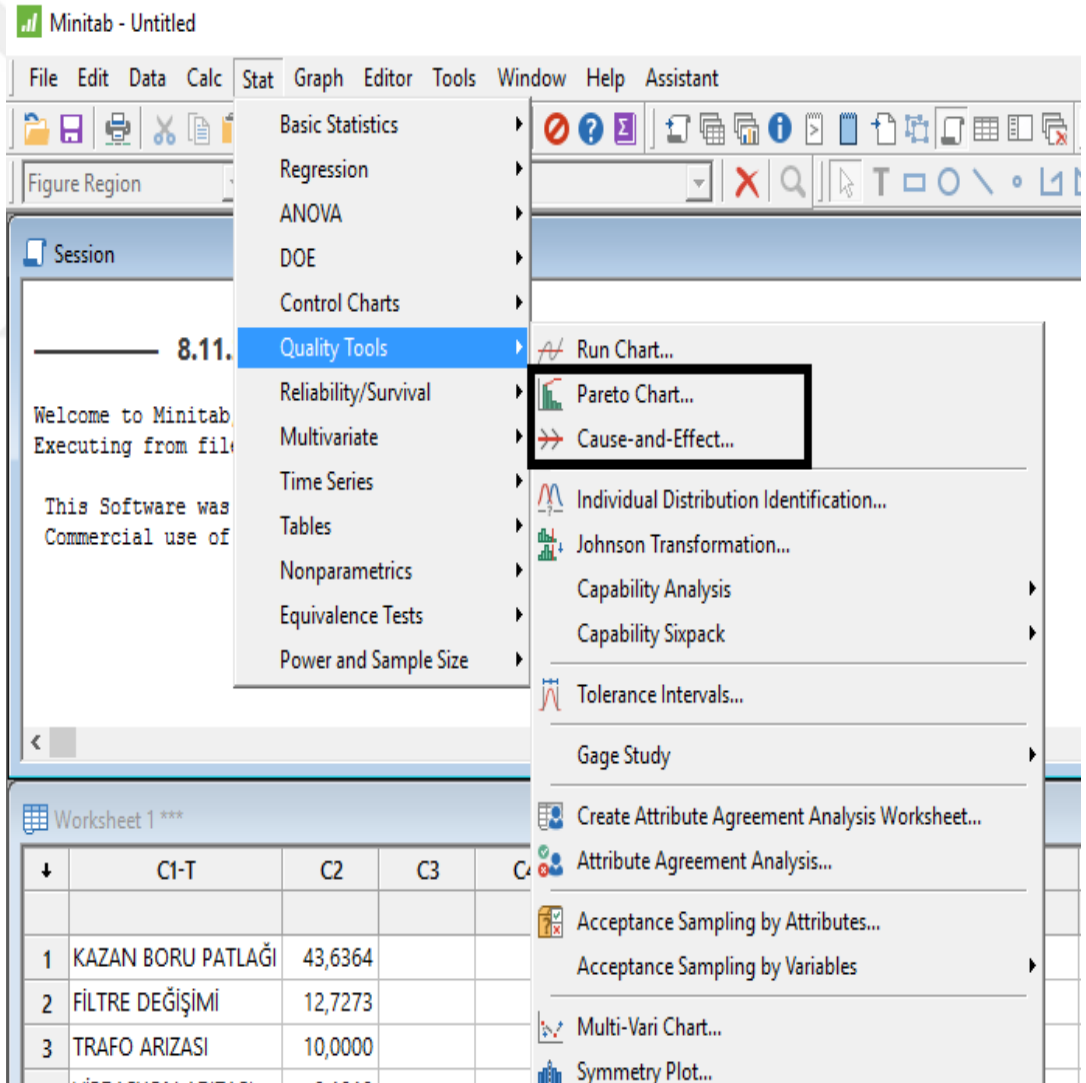 Minitab - Untitled
File Edit Data Calc Stat Graph Editor Tools Window Help Assistant
Figure Region
Basic Statistics
Regression
ANOVA
DOE
Control Charts
Quality Tools
Reliability/Survival
Multivariate
Time Series
Tables
Nonparametrics
Equivalence Tests
Power and Sample Size
Run Chart...
Pareto Chart...
Cause-and-Effect...
Individual Distribution Identification...
Johnson Transformation...
Capability Analysis
Capability Sixpack
Tolerance Intervals...
Gage Study
Create Attribute Agreement Analysis Worksheet...
Attribute Agreement Analysis...
Acceptance Sampling by Attributes...
Acceptance Sampling by Variables
Multi-Vari Chart...
Symmetry Plot...
Session
8.11.
Welcome to Minitab,
Executing from file
This Software was
Commercial use of
Worksheet 1 ***
C1-T C2 C3
1 KAZAN BORU PATLAĞI 43,6364
2 FİLTRE DEĞİŞİMİ 12,7273
3 TRAFO ARIZASI 10,0000